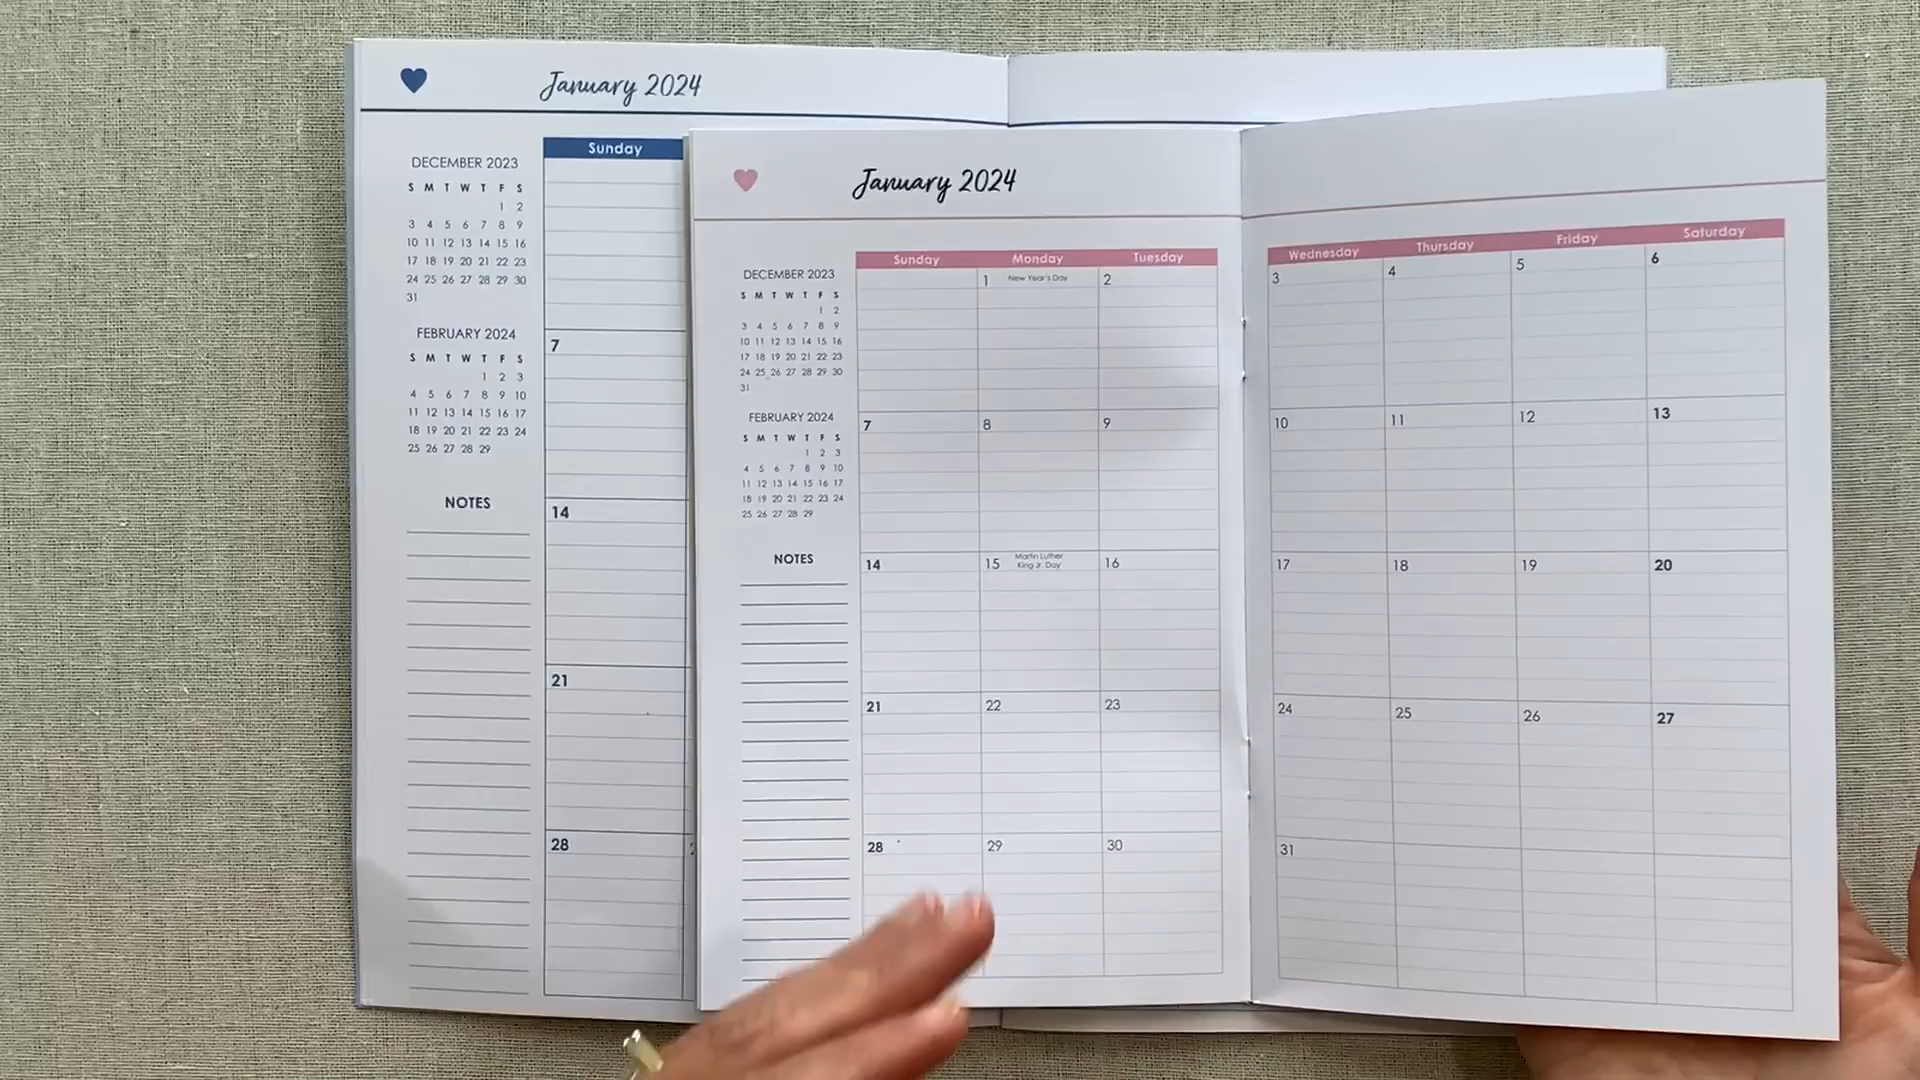 January 2024
DECEMBER 2023
S M T W T F S
1 2
3 4 5 6 7 8 9
10 11 12 13 14 15 16
17 18 19 20 21 22 23
24 25 26 27 28 29 30
31
FEBRUARY 2024
S M T W T F S
1 2 3
4 5 6 7 8 9 10
11 12 13 14 15 16 17
18 19 20 21 22 23 24
25 26 27 28 29
NOTES
Sunday
7
14
21
28
January 2024
DECEMBER 2023
S M T W T F S
1 2
3 4 5 6 7 8 9
10 11 12 13 14 15 16
17 18 19 20 21 22 23
24 25 26 27 28 29 30
31
FEBRUARY 2024
S M T W T F S
1 2 3
4 5 6 7 8 9 10
11 12 13 14 15 16 17
18 19 20 21 22 23 24
25 26 27 28 29
NOTES
Sunday Monday Tuesday Wednesday Thursday Friday Saturday
1 New Year's Day 2 3 4 5 6
7 8 9 10 11 12 13
14 15 Martin Luther 16 17 18 19 20
King Jr. Day
21 22 23 24 25 26 27
28 29 30 31